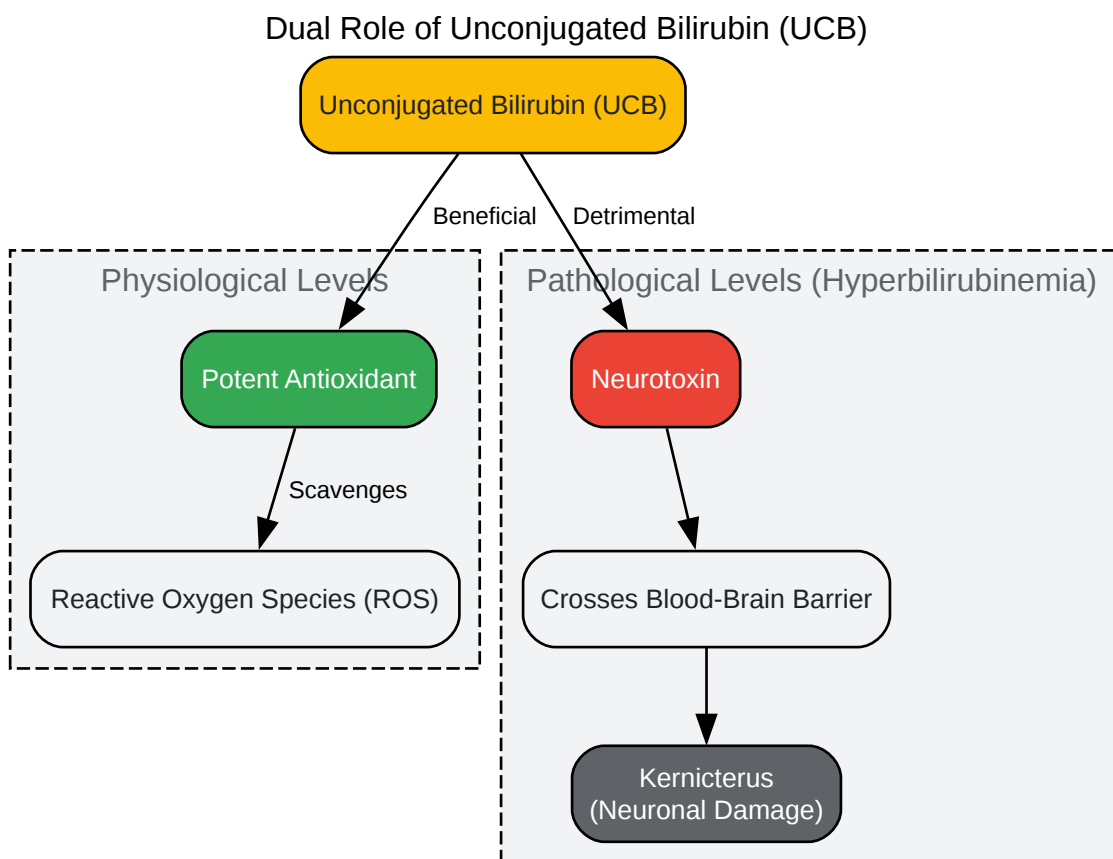 Dual Role of Unconjugated Bilirubin (UCB)
Unconjugated Bilirubin (UCB)
Beneficial
Detrimental
Physiological Levels
Potent Antioxidant
Scavenges
Reactive Oxygen Species (ROS)
Pathological Levels (Hyperbilirubinemia)
Neurotoxin
Crosses Blood-Brain Barrier
Kernicterus
(Neuronal Damage)